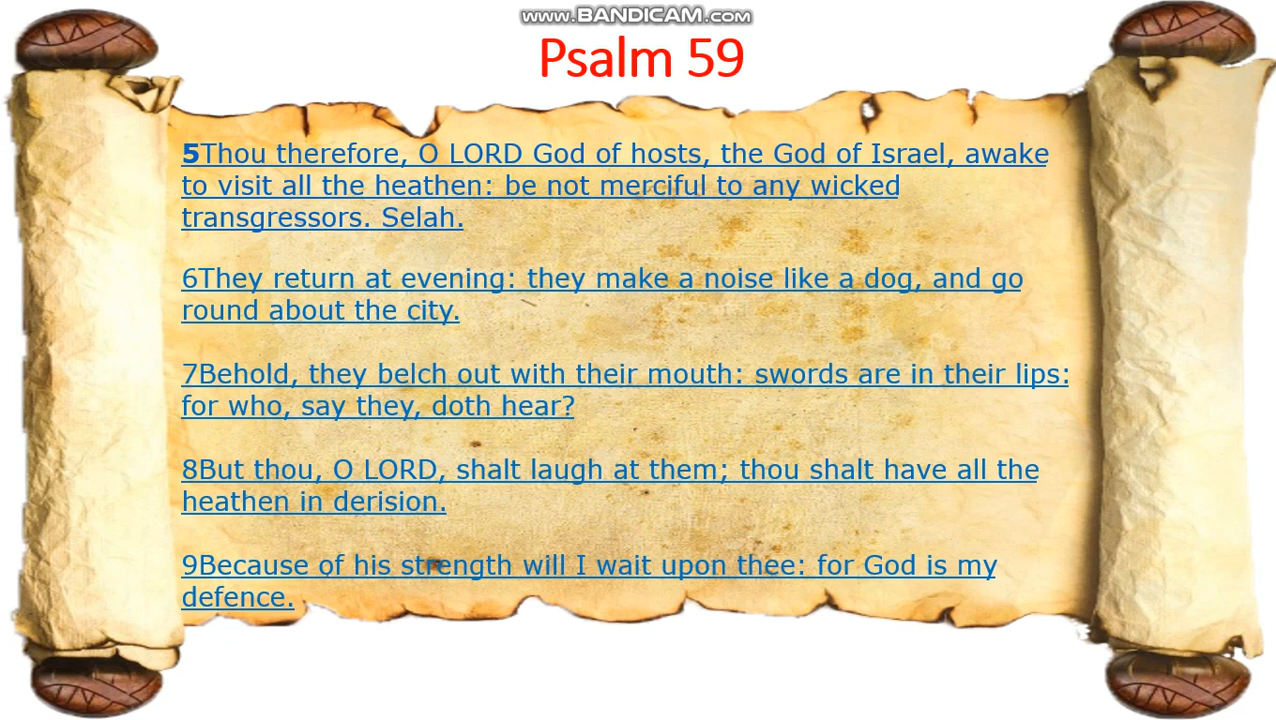 www.BANDICAM.com
Psalm 59
5Thou therefore, O LORD God of hosts, the God of Israel, awake
to visit all the heathen: be not merciful to any wicked
transgressors. Selah.
6They return at evening: they make a noise like a dog, and go
round about the city.
7Behold, they belch out with their mouth: swords are in their lips:
for who, say they, doth hear?
8But thou, O LORD, shalt laugh at them; thou shalt have all the
heathen in derision.
9Because of his strength will I wait upon thee: for God is my
defence.